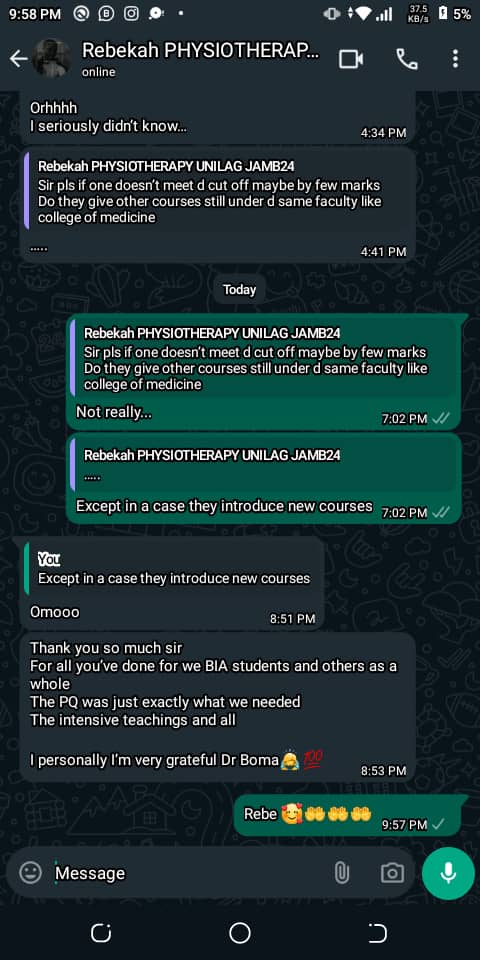 9:58 PM
37.5
KB/s
5%
Rebekah PHYSIOTHERAP...
online
Orhhhh
I seriously didn't know...
4:34 PM
Rebekah PHYSIOTHERAPY UNILAG JAMB24
Sir pls if one doesn't meet d cut off maybe by few marks
Do they give other courses still under d same faculty like
college of medicine
.....
4:41 PM
Today
Rebekah PHYSIOTHERAPY UNILAG JAMB24
Sir pls if one doesn't meet d cut off maybe by few marks
Do they give other courses still under d same faculty like
college of medicine
Not really...
7:02 PM
Rebekah PHYSIOTHERAPY UNILAG JAMB24
.....
Except in a case they introduce new courses
7:02 PM
You
Except in a case they introduce new courses
Omooo
8:51 PM
Thank you so much sir
For all you've done for we BIA students and others as a
whole
The PQ was just exactly what we needed
The intensive teachings and all
I personally I'm very grateful Dr Boma🙇💯
8:53 PM
Rebe 🥰🤲🤲🤲
9:57 PM
Message